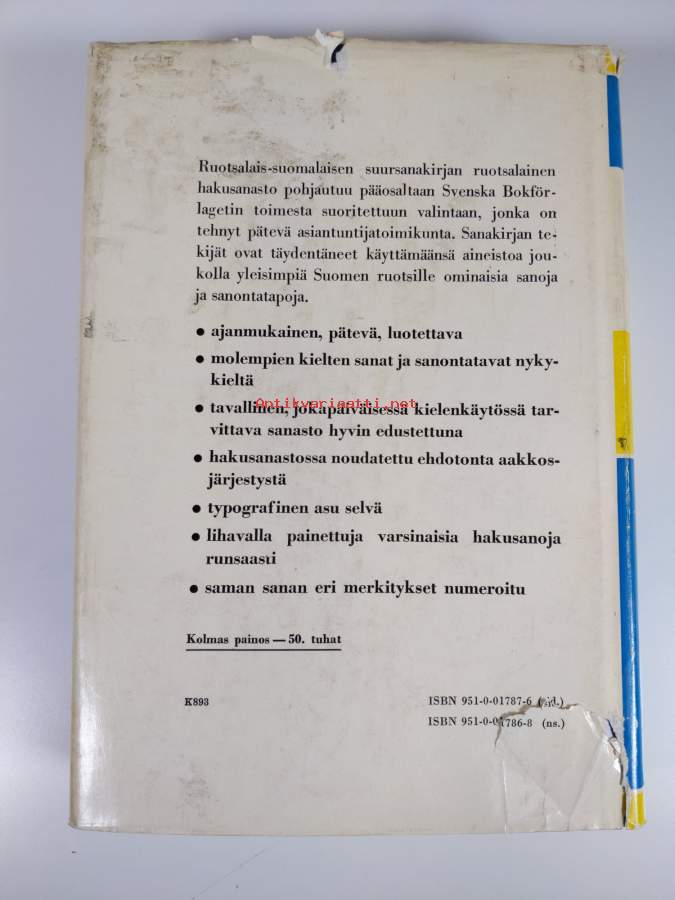 Ruotsalais-suomalaisen suursanakirjan ruotsalainen
hakusanasto pohjautuu pääosaltaan Svenska Bokför-
lagetin toimesta suoritettuun valintaan, jonka on
tehnyt pätevä asiantuntijatoimikunta. Sanakirjan te-
kijät ovat täydentäneet käyttämäänsä aineistoa jou-
kolla yleisimpiä Suomen ruotsille ominaisia sanoja
ja sanontatapoja.
• ajanmukainen, pätevä, luotettava
• molempien kielten sanat ja sanontatavat nyky-
kieltä
Antikvariaatti.net
• tavallinen, jokapäiväisessä kielenkäytössä tar-
vittava sanasto hyvin edustettuna
• hakusanastossa noudatettu ehdotonta aakkos-
järjestystä
• typografinen asu selvä
• lihavalla painettuja varsinaisia hakusanoja
runsaasti
• saman sanan eri merkitykset numeroitu
Kolmas painos — 50. tuhat
K893
ISBN 951-0-01787-6 (sid.)
ISBN 951-0-01786-8 (ns.)